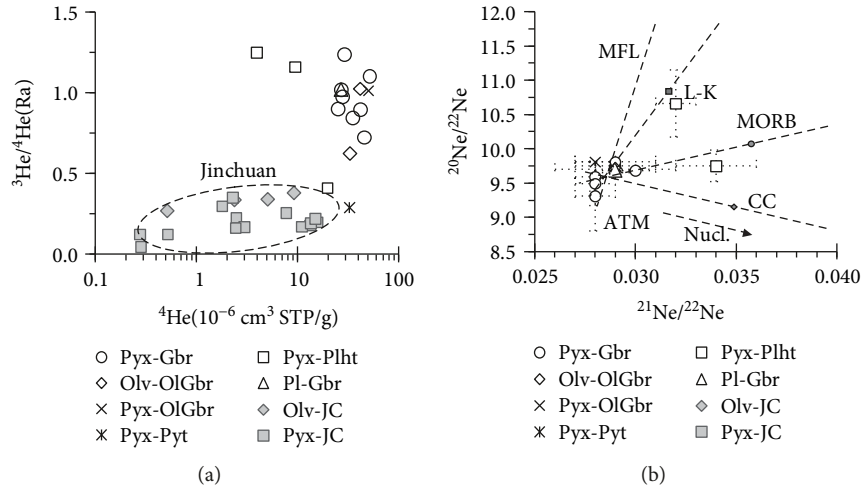 1.5
1.0
0.5
0.0
³He/⁴He(Ra)
Jinchuan
0.1 1 10 100
⁴He(10⁻⁶ cm³ STP/g)
Pyx-Gbr Pyx-Plht
Olv-OlGbr Pl-Gbr
Pyx-OlGbr Olv-JC
Pyx-Pyt Pyx-JC
(a)
12.0
11.5
11.0
10.5
10.0
9.5
9.0
8.5
²⁰Ne/²²Ne
MFL
L-K
MORB
CC
ATM
Nucl.
0.025 0.030 0.035 0.040
²¹Ne/²²Ne
Pyx-Gbr Pyx-Plht
Olv-OlGbr Pl-Gbr
Pyx-OlGbr Olv-JC
Pyx-Pyt Pyx-JC
(b)